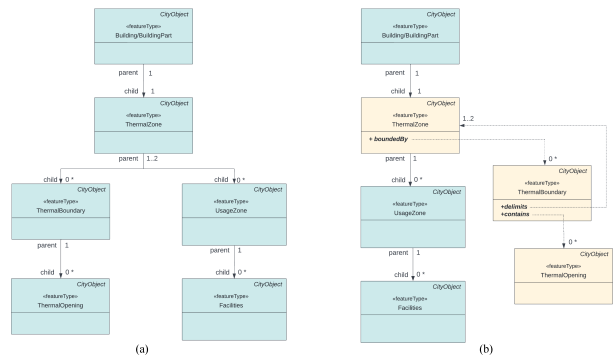 CityObject
«featureType»
Building/BuildingPart
parent 1
child 1
CityObject
«featureType»
ThermalZone
parent 1..2
child 0 *
child 0 *
CityObject
«featureType»
ThermalBoundary
CityObject
«featureType»
UsageZone
parent 1
parent 1
child 0 *
child 0 *
CityObject
«featureType»
ThermalOpening
CityObject
«featureType»
Facilities
(a)
CityObject
«featureType»
Building/BuildingPart
parent 1
child 1
CityObject
«featureType»
ThermalZone
+ boundedBy
1..2
parent 1
0 *
child 0 *
CityObject
«featureType»
ThermalBoundary
+delimits
+contains
CityObject
«featureType»
UsageZone
0 *
parent 1
child 0 *
CityObject
«featureType»
ThermalOpening
CityObject
«featureType»
Facilities
(b)